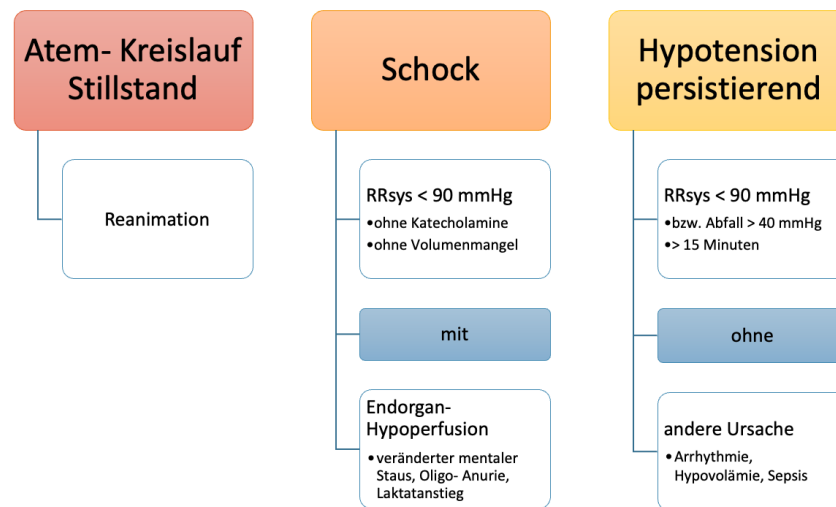 Atem- Kreislauf
Stillstand
Reanimation
Schock
RRsys < 90 mmHg
•ohne Katecholamine
•ohne Volumenmangel
mit
Endorgan-
Hypoperfusion
•veränderter mentaler
Staus, Oligo- Anurie,
Laktatanstieg
Hypotension
persistierend
RRsys < 90 mmHg
•bzw. Abfall > 40 mmHg
•> 15 Minuten
ohne
andere Ursache
•Arrhythmie,
Hypovolämie, Sepsis